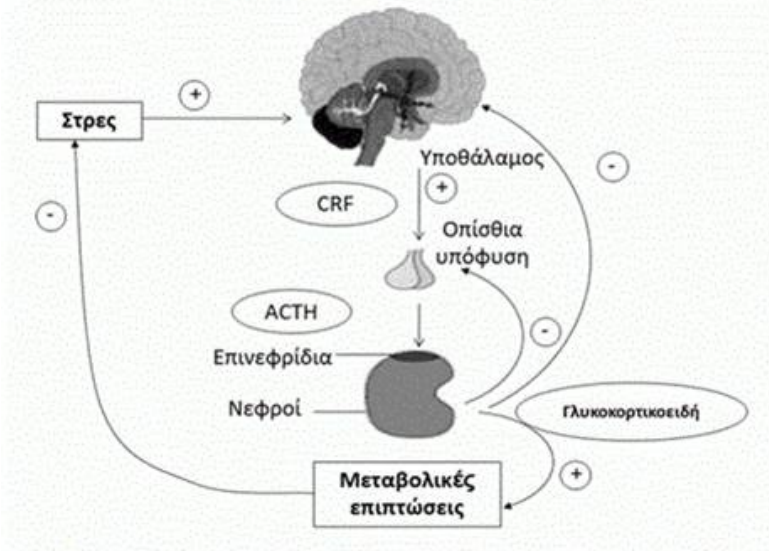 +
Στρες
Υποθάλαμος
-
+
-
CRF
Οπίσθια
υπόφυση
ACTH
-
Επινεφρίδια
Νεφροί
Γλυκοκορτικοειδή
+
Μεταβολικές
επιπτώσεις